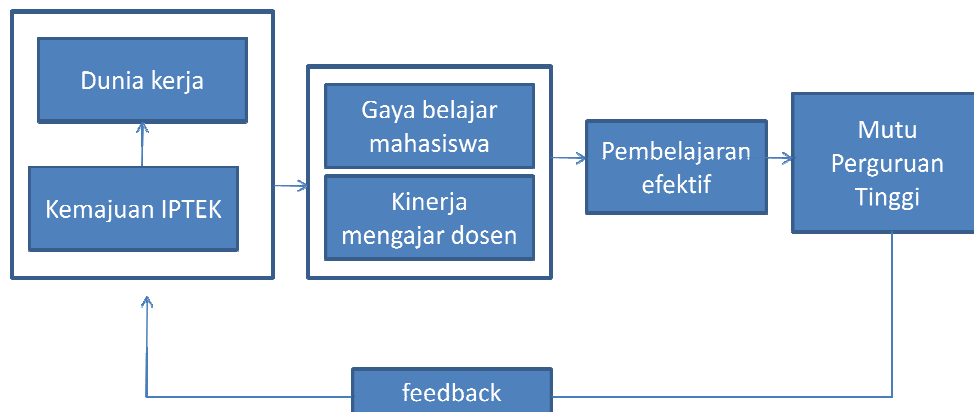 Dunia kerja
Kemajuan IPTEK
Gaya belajar
mahasiswa
Kinerja
mengajar dosen
Pembelajaran
efektif
Mutu
Perguruan
Tinggi
feedback